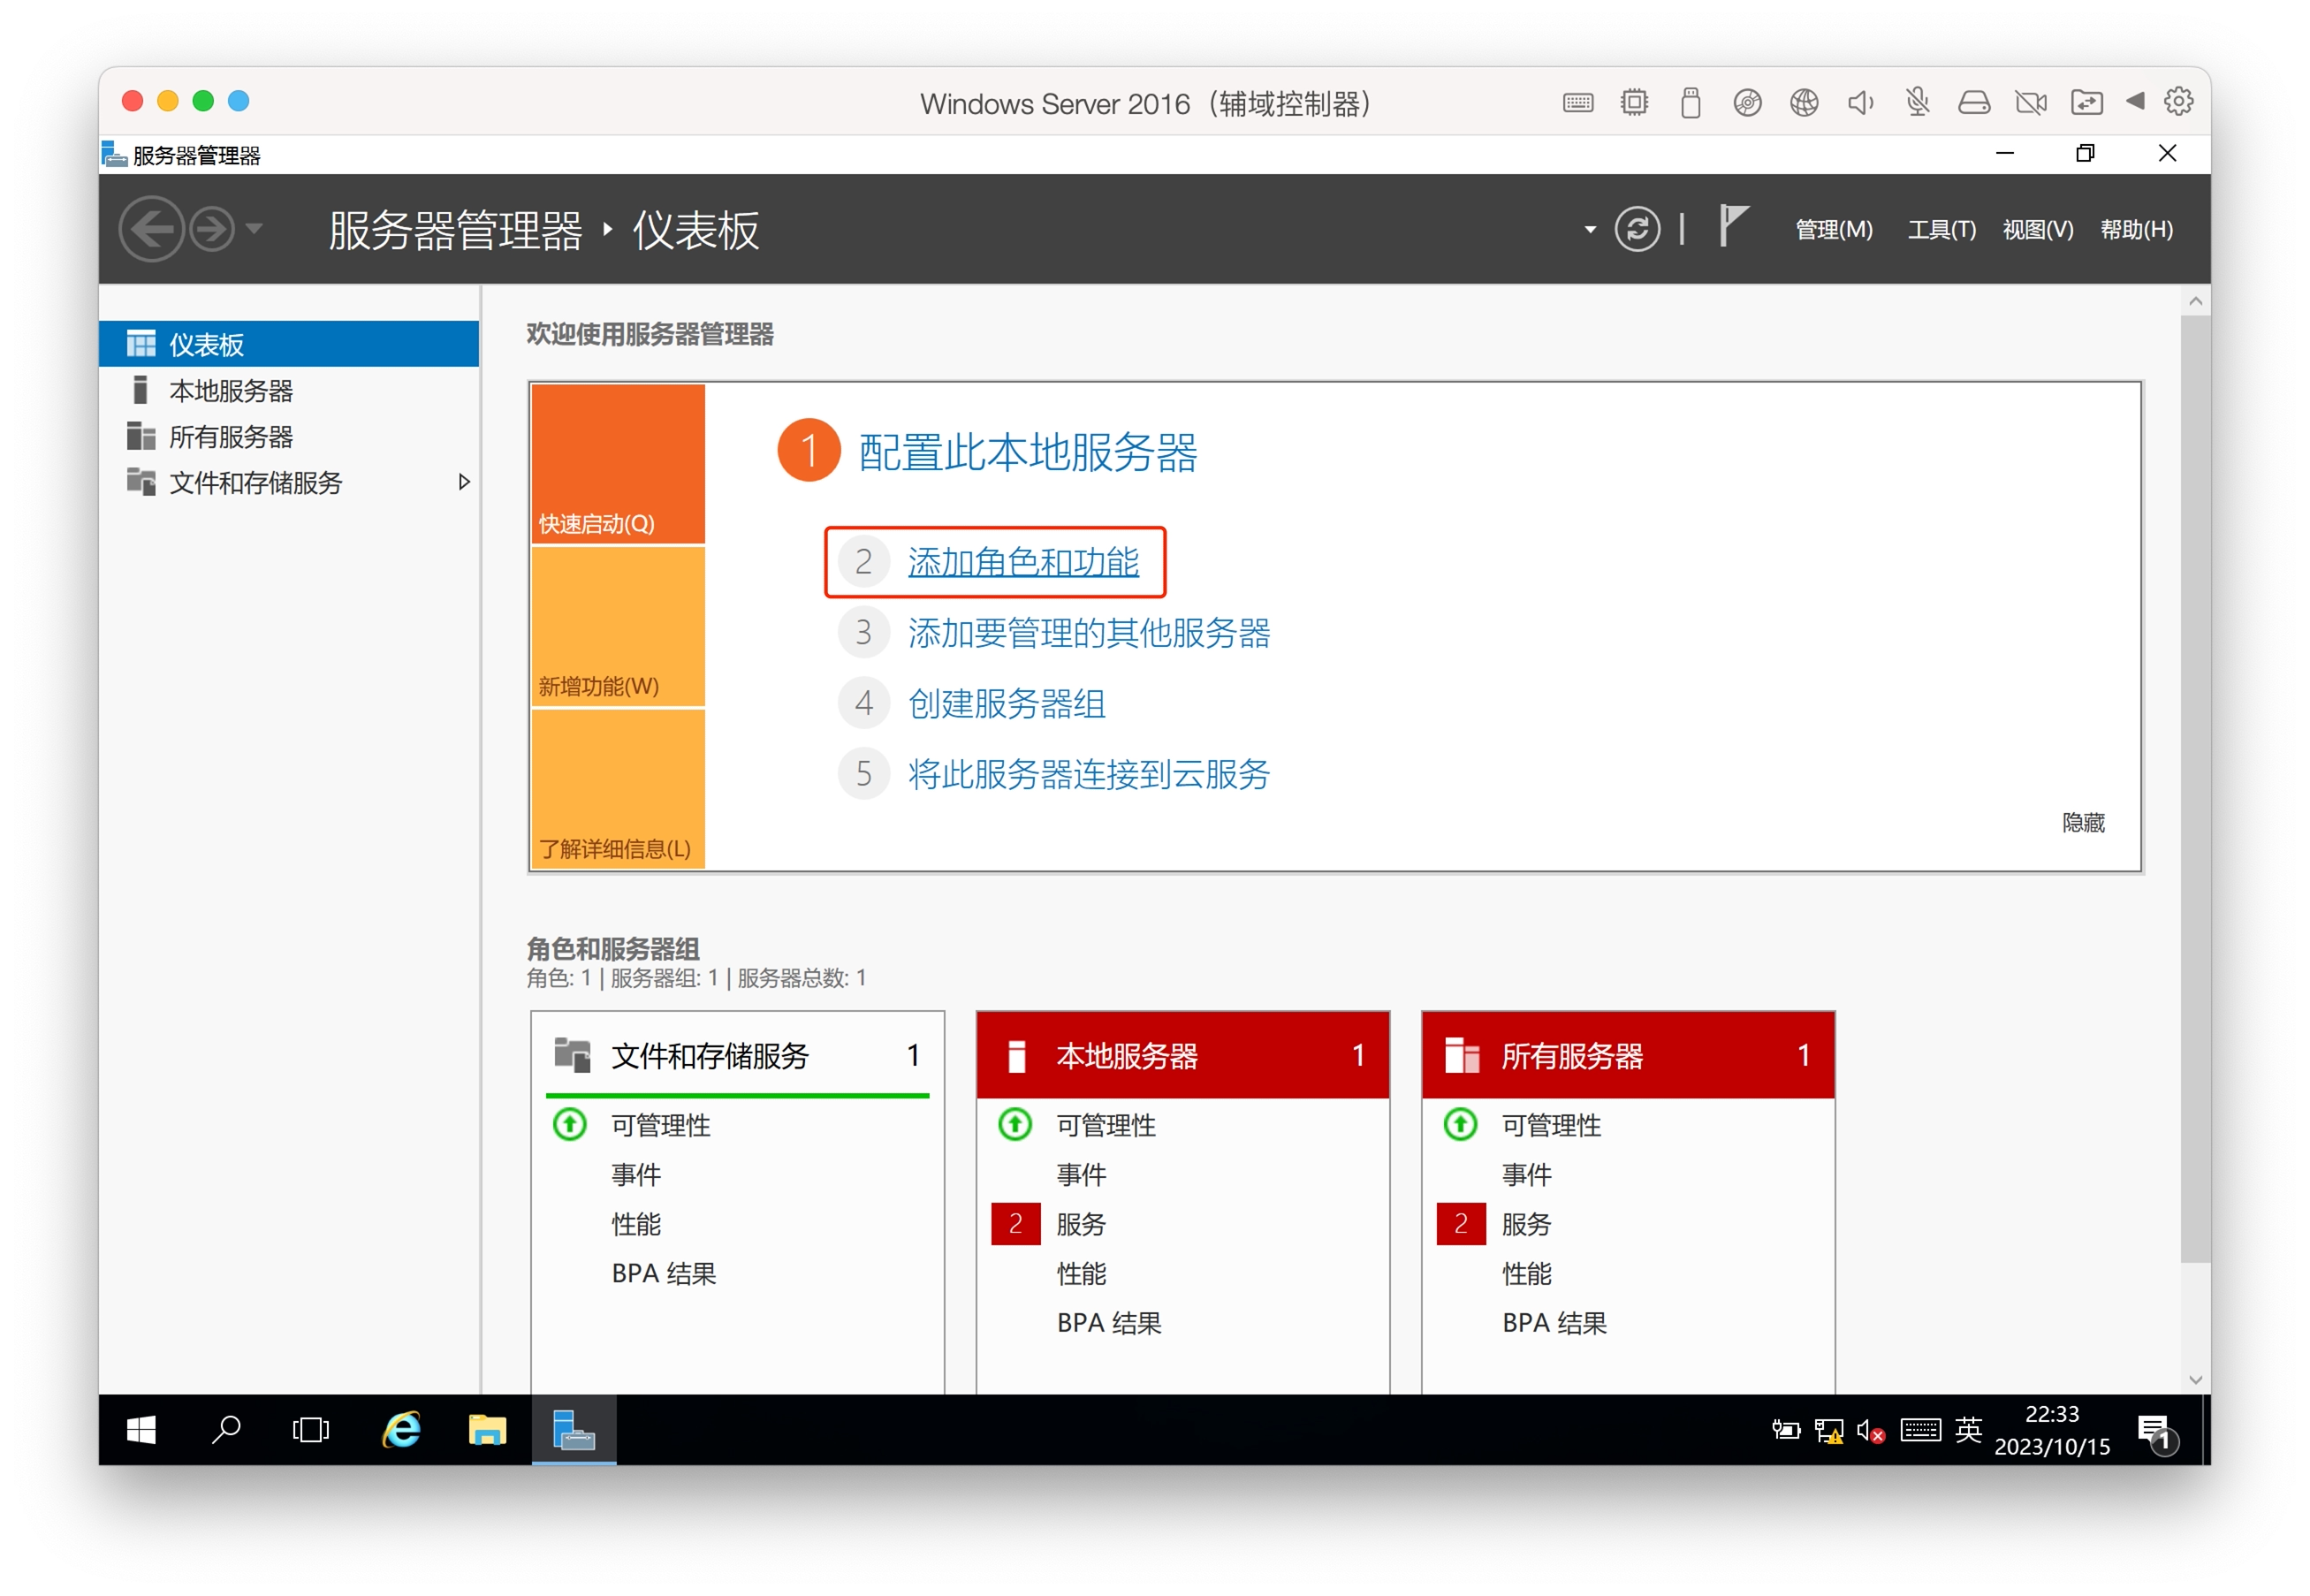 Windows Server 2016（辅域控制器）
服务器管理器
服务器管理器 ‣ 仪表板
管理(M) 工具(T) 视图(V) 帮助(H)
仪表板
本地服务器
所有服务器
文件和存储服务
欢迎使用服务器管理器
快速启动(Q)
新增功能(W)
了解详细信息(L)
1 配置此本地服务器
2 添加角色和功能
3 添加要管理的其他服务器
4 创建服务器组
5 将此服务器连接到云服务
隐藏
角色和服务器组
角色: 1 | 服务器组: 1 | 服务器总数: 1
文件和存储服务 1
可管理性
事件
性能
BPA 结果
本地服务器 1
可管理性
事件
2 服务
性能
BPA 结果
所有服务器 1
可管理性
事件
2 服务
性能
BPA 结果
英
22:33
2023/10/15
1